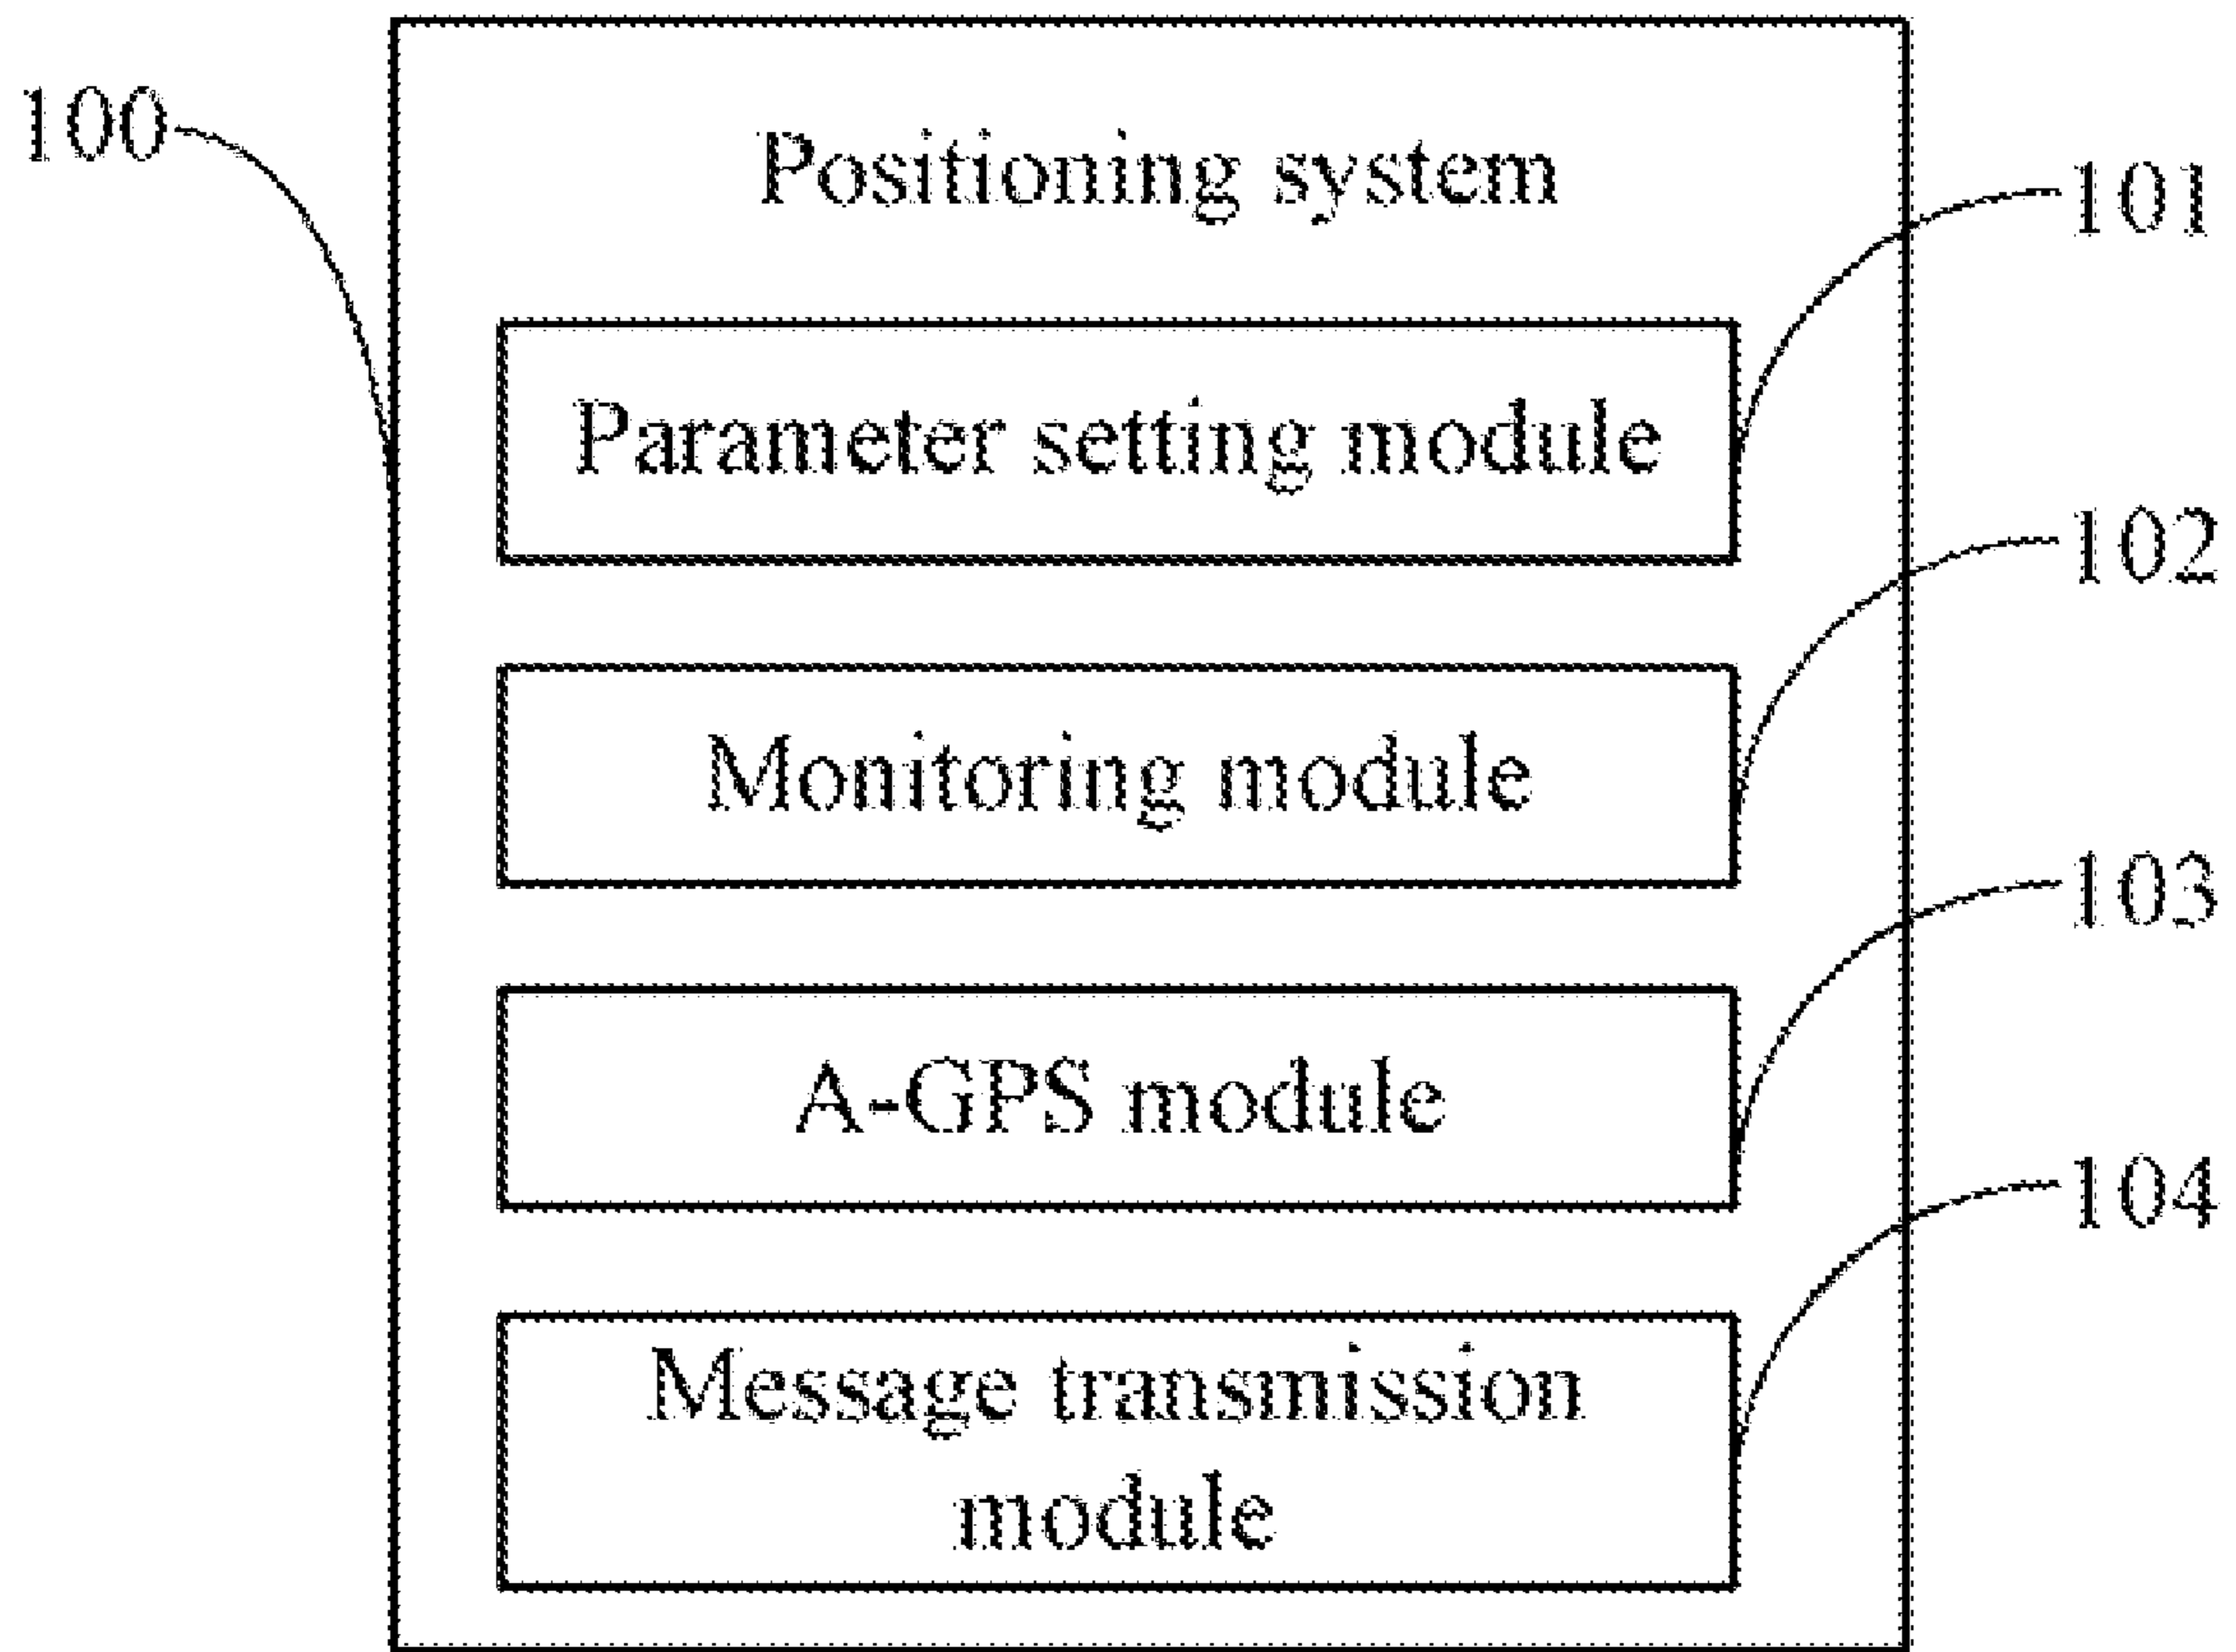 100
Positioning system
101
Parameter setting module
102
Monitoring module
103
A-GPS module
104
Message transmission
module